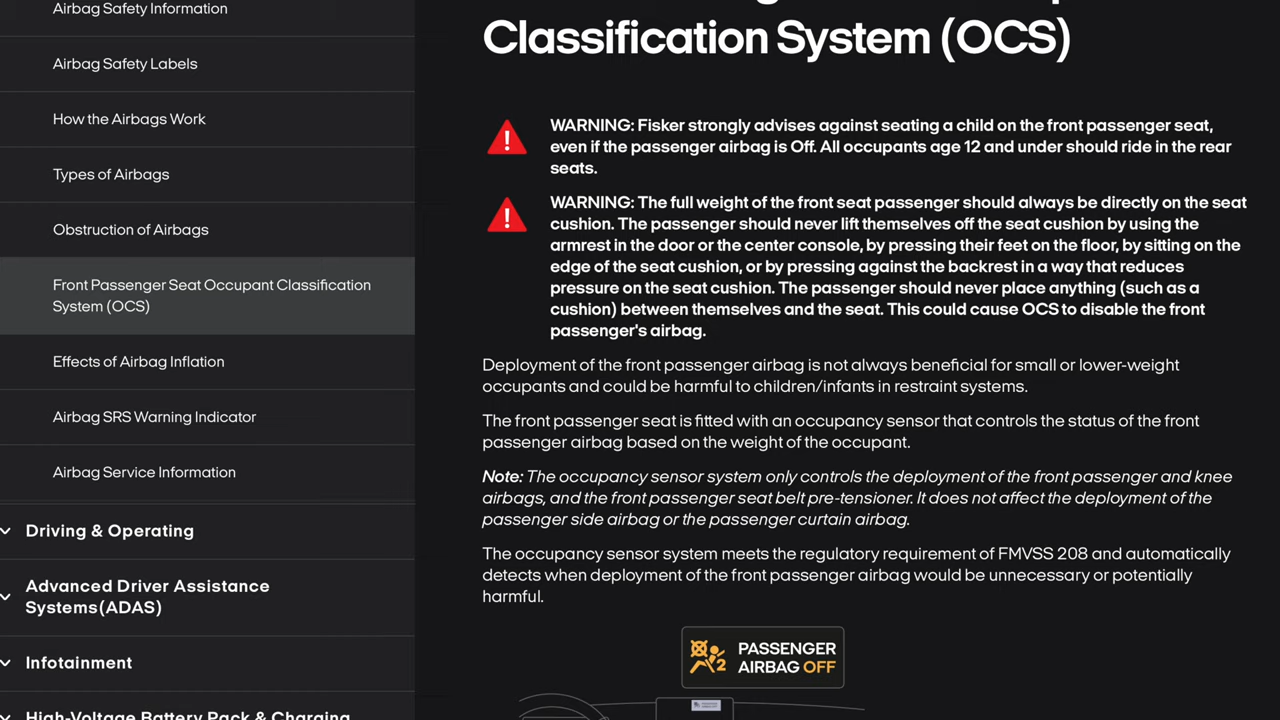 Airbag Safety Information
Airbag Safety Labels
How the Airbags Work
Types of Airbags
Obstruction of Airbags
Front Passenger Seat Occupant Classification
System (OCS)
Effects of Airbag Inflation
Airbag SRS Warning Indicator
Airbag Service Information
Driving & Operating
Advanced Driver Assistance
Systems(ADAS)
Infotainment
High-Voltage Battery Pack & Charging
Classification System (OCS)
WARNING: Fisker strongly advises against seating a child on the front passenger seat,
even if the passenger airbag is Off. All occupants age 12 and under should ride in the rear
seats.
WARNING: The full weight of the front seat passenger should always be directly on the seat
cushion. The passenger should never lift themselves off the seat cushion by using the
armrest in the door or the center console, by pressing their feet on the floor, by sitting on the
edge of the seat cushion, or by pressing against the backrest in a way that reduces
pressure on the seat cushion. The passenger should never place anything (such as a
cushion) between themselves and the seat. This could cause OCS to disable the front
passenger's airbag.
Deployment of the front passenger airbag is not always beneficial for small or lower-weight
occupants and could be harmful to children/infants in restraint systems.
The front passenger seat is fitted with an occupancy sensor that controls the status of the front
passenger airbag based on the weight of the occupant.
Note: The occupancy sensor system only controls the deployment of the front passenger and knee
airbags, and the front passenger seat belt pre-tensioner. It does not affect the deployment of the
passenger side airbag or the passenger curtain airbag.
The occupancy sensor system meets the regulatory requirement of FMVSS 208 and automatically
detects when deployment of the front passenger airbag would be unnecessary or potentially
harmful.
2 PASSENGER
AIRBAG OFF